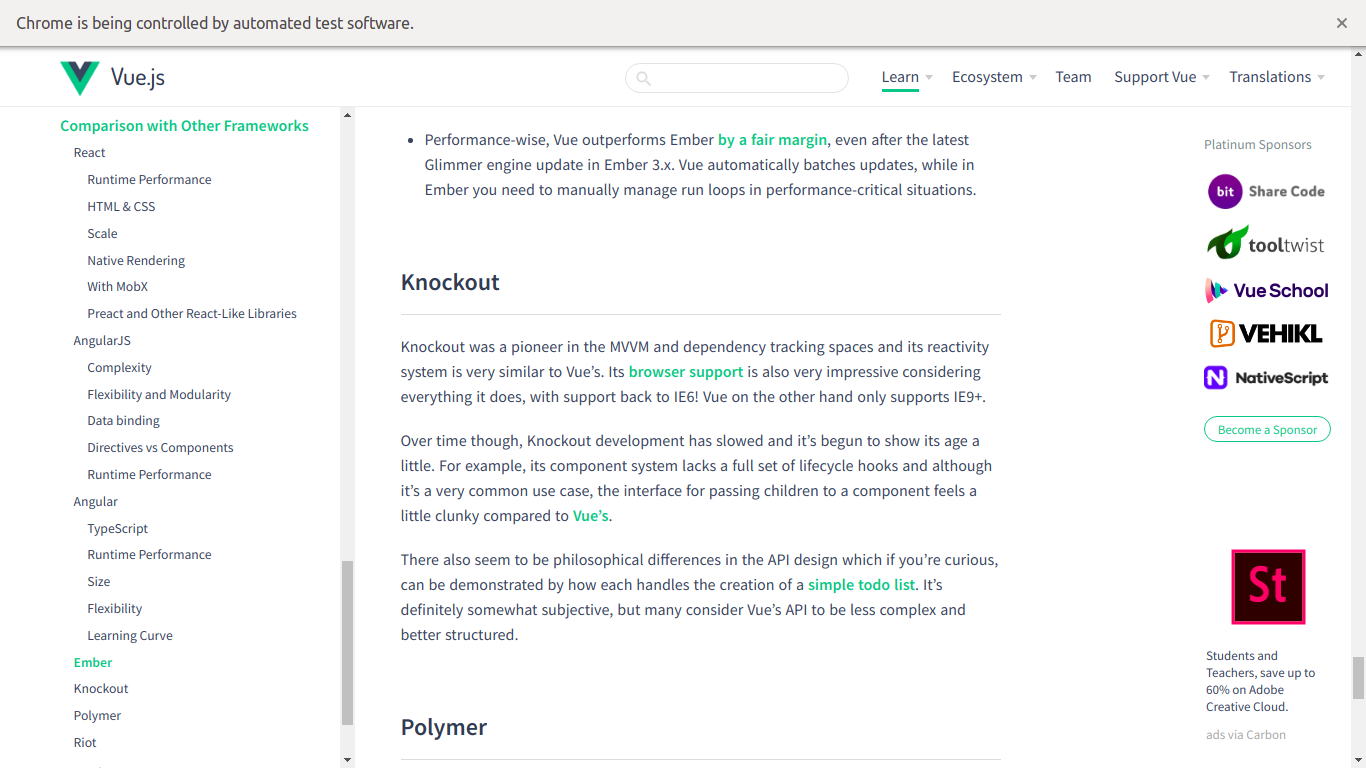 Chrome is being controlled by automated test software.
Vue.js
Learn
Ecosystem
Team
Support Vue
Translations
Comparison with Other Frameworks
React
Runtime Performance
HTML & CSS
Scale
Native Rendering
With MobX
Preact and Other React-Like Libraries
AngularJS
Complexity
Flexibility and Modularity
Data binding
Directives vs Components
Runtime Performance
Angular
TypeScript
Runtime Performance
Size
Flexibility
Learning Curve
Ember
Knockout
Polymer
Riot
Performance-wise, Vue outperforms Ember by a fair margin, even after the latest
Glimmer engine update in Ember 3.x. Vue automatically batches updates, while in
Ember you need to manually manage run loops in performance-critical situations.
Knockout
Knockout was a pioneer in the MVVM and dependency tracking spaces and its reactivity
system is very similar to Vue’s. Its browser support is also very impressive considering
everything it does, with support back to IE6! Vue on the other hand only supports IE9+.
Over time though, Knockout development has slowed and it’s begun to show its age a
little. For example, its component system lacks a full set of lifecycle hooks and although
it’s a very common use case, the interface for passing children to a component feels a
little clunky compared to Vue’s.
There also seem to be philosophical differences in the API design which if you’re curious,
can be demonstrated by how each handles the creation of a simple todo list. It’s
definitely somewhat subjective, but many consider Vue’s API to be less complex and
better structured.
Polymer
Platinum Sponsors
bit Share Code
tooltwist
Vue School
VEHIKL
N NativeScript
Become a Sponsor
St
Students and
Teachers, save up to
60% on Adobe
Creative Cloud.
ads via Carbon